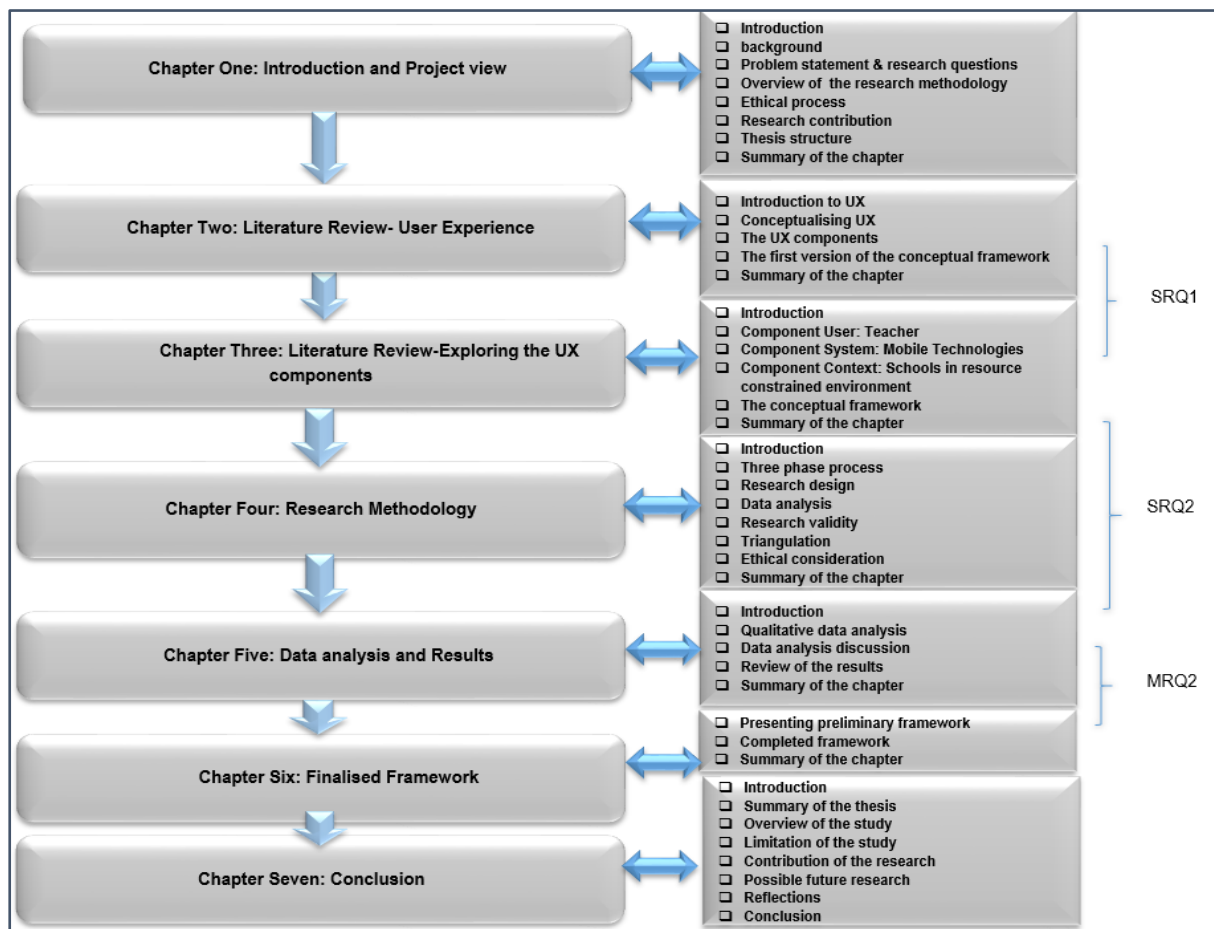 Chapter One: Introduction and Project view
❑ Introduction
❑ background
❑ Problem statement & research questions
❑ Overview of the research methodology
❑ Ethical process
❑ Research contribution
❑ Thesis structure
❑ Summary of the chapter
Chapter Two: Literature Review- User Experience
❑ Introduction to UX
❑ Conceptualising UX
❑ The UX components
❑ The first version of the conceptual framework
❑ Summary of the chapter
SRQ1
Chapter Three: Literature Review-Exploring the UX
components
❑ Introduction
❑ Component User: Teacher
❑ Component System: Mobile Technologies
❑ Component Context: Schools in resource
constrained environment
❑ The conceptual framework
❑ Summary of the chapter
Chapter Four: Research Methodology
❑ Introduction
❑ Three phase process
❑ Research design
❑ Data analysis
❑ Research validity
❑ Triangulation
❑ Ethical consideration
❑ Summary of the chapter
SRQ2
Chapter Five: Data analysis and Results
❑ Introduction
❑ Qualitative data analysis
❑ Data analysis discussion
❑ Review of the results
❑ Summary of the chapter
MRQ2
Chapter Six: Finalised Framework
❑ Presenting preliminary framework
❑ Completed framework
❑ Summary of the chapter
Chapter Seven: Conclusion
❑ Introduction
❑ Summary of the thesis
❑ Overview of the study
❑ Limitation of the study
❑ Contribution of the research
❑ Possible future research
❑ Reflections
❑ Conclusion